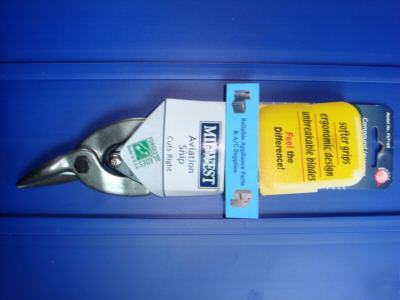 MIDWEST
Aviation
Snip
Cuts Right
Reliable Appliance Parts
& A/C Supplies
softer grips
ergonomic design
unbreakable blades
Feel the
Difference!